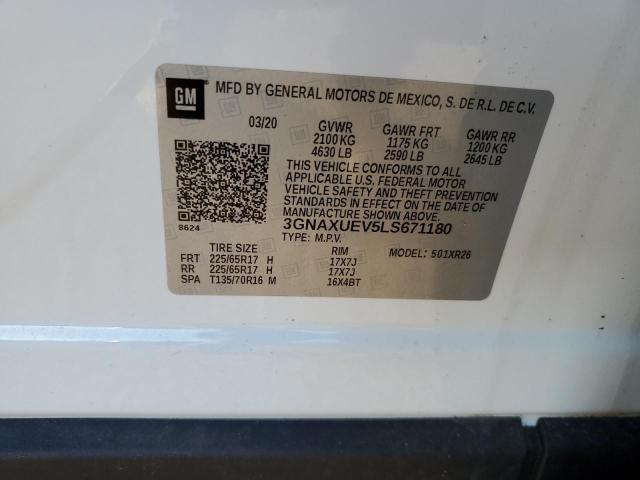 GM
MFD BY GENERAL MOTORS DE MEXICO, S. DE R.L. DE C.V.
03/20 GVWR GAWR FRT GAWR RR
2100 KG 1175 KG 1200 KG
4630 LB 2590 LB 2645 LB
THIS VEHICLE CONFORMS TO ALL
APPLICABLE U.S. FEDERAL MOTOR
VEHICLE SAFETY AND THEFT PREVENTION
STANDARDS IN EFFECT ON THE DATE OF
MANUFACTURE SHOWN ABOVE.
8624
3GNAXUEV5LS671180
TYPE: M.P.V. MODEL: 501XR26
TIRE SIZE RIM
FRT 225/65R17 H 17X7J
RR 225/65R17 H 17X7J
SPA T135/70R16 M 16X4BT